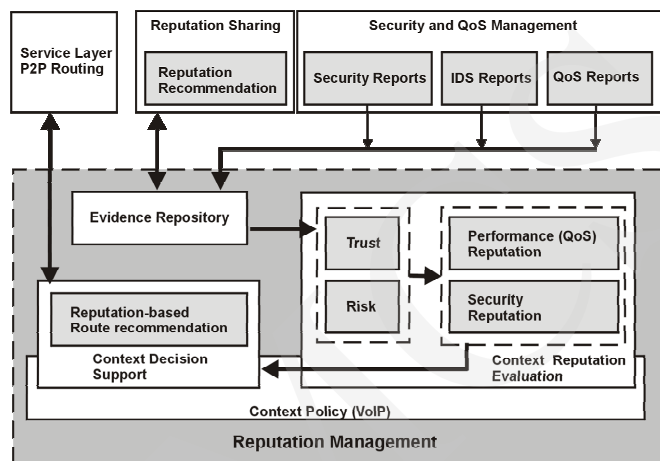 Service Layer
P2P Routing
Reputation Sharing
Reputation
Recommendation
Security and QoS Management
Security Reports
IDS Reports
QoS Reports
Evidence Repository
Trust
Risk
Performance (QoS)
Reputation
Security
Reputation
Reputation-based
Route recommendation
Context Decision
Support
Context Reputation
Evaluation
Context Policy (VoIP)
Reputation Management